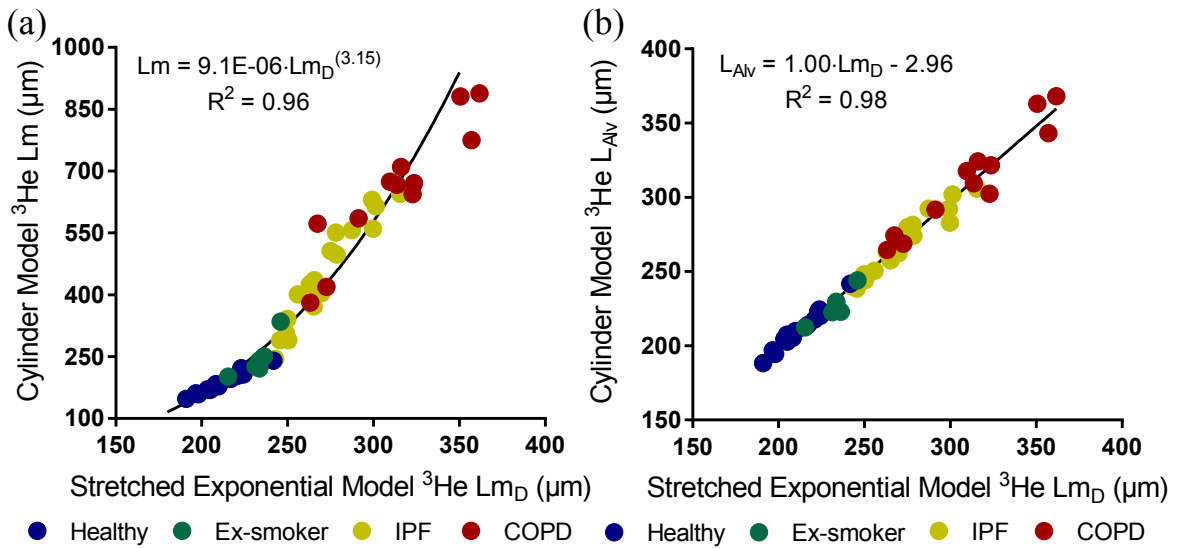 (a)
Lm = 9.1E-06·LmD(3.15)
R2 = 0.96
Cylinder Model 3He Lm (µm)
1000
850
700
550
400
250
100
150 200 250 300 350 400
Stretched Exponential Model 3He LmD (µm)
Healthy Ex-smoker IPF COPD
(b)
LAlv = 1.00·LmD - 2.96
R2 = 0.98
Cylinder Model 3He LAlv (µm)
400
350
300
250
200
150
150 200 250 300 350 400
Stretched Exponential Model 3He LmD (µm)
Healthy Ex-smoker IPF COPD